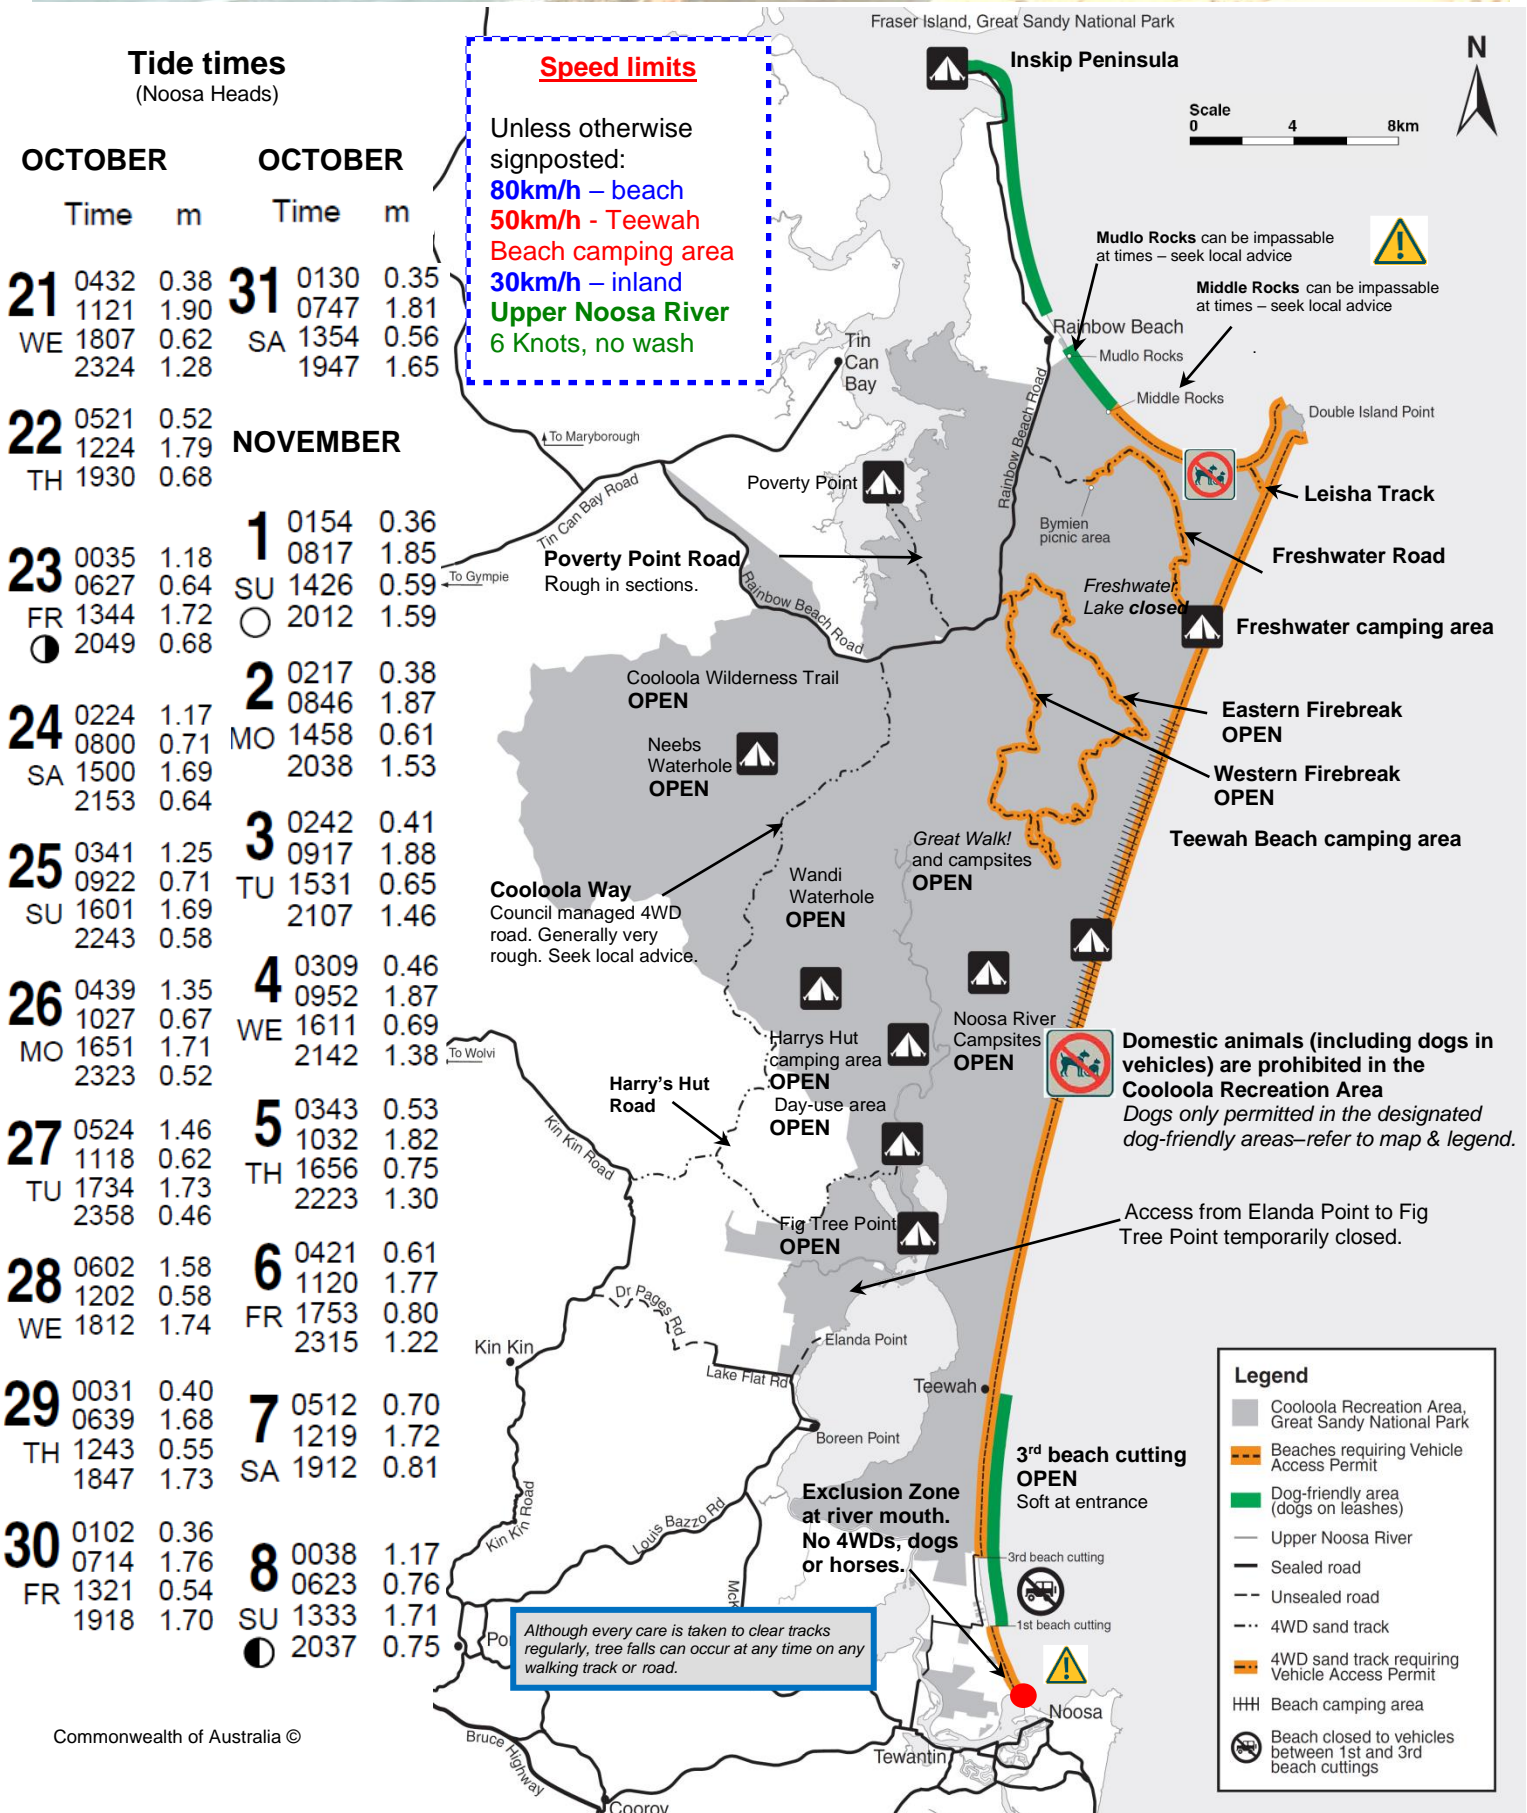 Tide times
(Noosa Heads)
OCTOBER
Time m
21 WE
0432 0.38
1121 1.90
1807 0.62
2324 1.28
22 TH
0521 0.52
1224 1.79
1930 0.68
23 FR
0035 1.18
0627 0.64
1344 1.72
2049 0.68
24 SA
0224 1.17
0800 0.71
1500 1.69
2153 0.64
25 SU
0341 1.25
0922 0.71
1601 1.69
2243 0.58
26 MO
0439 1.35
1027 0.67
1651 1.71
2323 0.52
27 TU
0524 1.46
1118 0.62
1734 1.73
2358 0.46
28 WE
0602 1.58
1202 0.58
1812 1.74
29 TH
0031 0.40
0639 1.68
1243 0.55
1847 1.73
30 FR
0102 0.36
0714 1.76
1321 0.54
1918 1.70
OCTOBER
Time m
31 SA
0130 0.35
0747 1.81
1354 0.56
1947 1.65
NOVEMBER
1 SU
0154 0.36
0817 1.85
1426 0.59
2012 1.59
2 MO
0217 0.38
0846 1.87
1458 0.61
2038 1.53
3 TU
0242 0.41
0917 1.88
1531 0.65
2107 1.46
4 WE
0309 0.46
0952 1.87
1611 0.69
2142 1.38
5 TH
0343 0.53
1032 1.82
1656 0.75
2223 1.30
6 FR
0421 0.61
1120 1.77
1753 0.80
2315 1.22
7 SA
0512 0.70
1219 1.72
1912 0.81
8 SU
0038 1.17
0623 0.76
1333 1.71
2037 0.75
Commonwealth of Australia ©
Speed limits
Unless otherwise
signposted:
80km/h – beach
50km/h - Teewah
Beach camping area
30km/h – inland
Upper Noosa River
6 Knots, no wash
Fraser Island, Great Sandy National Park
Inskip Peninsula
N
Scale
0 4 8km
Mudlo Rocks can be impassable
at times – seek local advice
Middle Rocks can be impassable
at times – seek local advice
Rainbow Beach
Mudlo Rocks
Middle Rocks
Double Island Point
Tin
Can
Bay
To Maryborough
Tin Can Bay Road
To Gympie
Rainbow Beach Road
Rainbow Beach Road
Poverty Point
Poverty Point Road
Rough in sections.
Bymien
picnic area
Leisha Track
Freshwater Road
Freshwater
Lake closed
Freshwater camping area
Cooloola Wilderness Trail
OPEN
Neebs
Waterhole
OPEN
Eastern Firebreak
OPEN
Western Firebreak
OPEN
Teewah Beach camping area
Great Walk!
and campsites
OPEN
Wandi
Waterhole
OPEN
Cooloola Way
Council managed 4WD
road. Generally very
rough. Seek local advice.
Noosa River
Campsites
OPEN
Harrys Hut
camping area
OPEN
Day-use area
OPEN
Harry's Hut
Road
To Wolvi
Kin Kin Road
Domestic animals (including dogs in
vehicles) are prohibited in the
Cooloola Recreation Area
Dogs only permitted in the designated
dog-friendly areas–refer to map & legend.
Access from Elanda Point to Fig
Tree Point temporarily closed.
Fig Tree Point
OPEN
Dr Pages Rd
Kin Kin
Elanda Point
Lake Flat Rd
Teewah
Boreen Point
3rd beach cutting
OPEN
Soft at entrance
Exclusion Zone
at river mouth.
No 4WDs, dogs
or horses.
Louis Bazzo Rd
Kin Kin Road
McK
3rd beach cutting
1st beach cutting
Po
Although every care is taken to clear tracks
regularly, tree falls can occur at any time on any
walking track or road.
Noosa
Tewantin
Bruce Highway
Cooroy
Legend
Cooloola Recreation Area,
Great Sandy National Park
Beaches requiring Vehicle
Access Permit
Dog-friendly area
(dogs on leashes)
Upper Noosa River
Sealed road
Unsealed road
4WD sand track
4WD sand track requiring
Vehicle Access Permit
Beach camping area
Beach closed to vehicles
between 1st and 3rd
beach cuttings